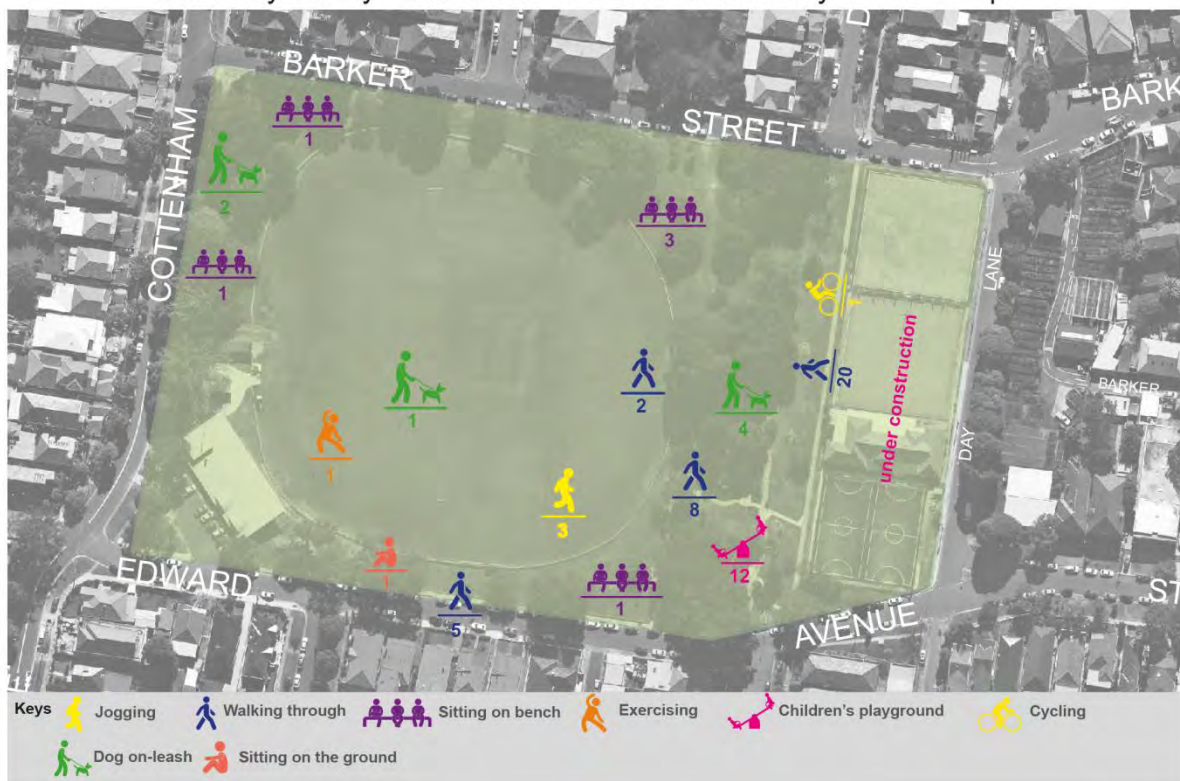 BARKER
STREET
BARK
COTTENHAM
1
2
1
3
LANE
under construction
20
2
1
4
BARKER
1
DAY
8
3
12
1
1
5
EDWARD
AVENUE
ST
Keys Jogging Walking through Sitting on bench Exercising Children's playground Cycling
Dog on-leash Sitting on the ground